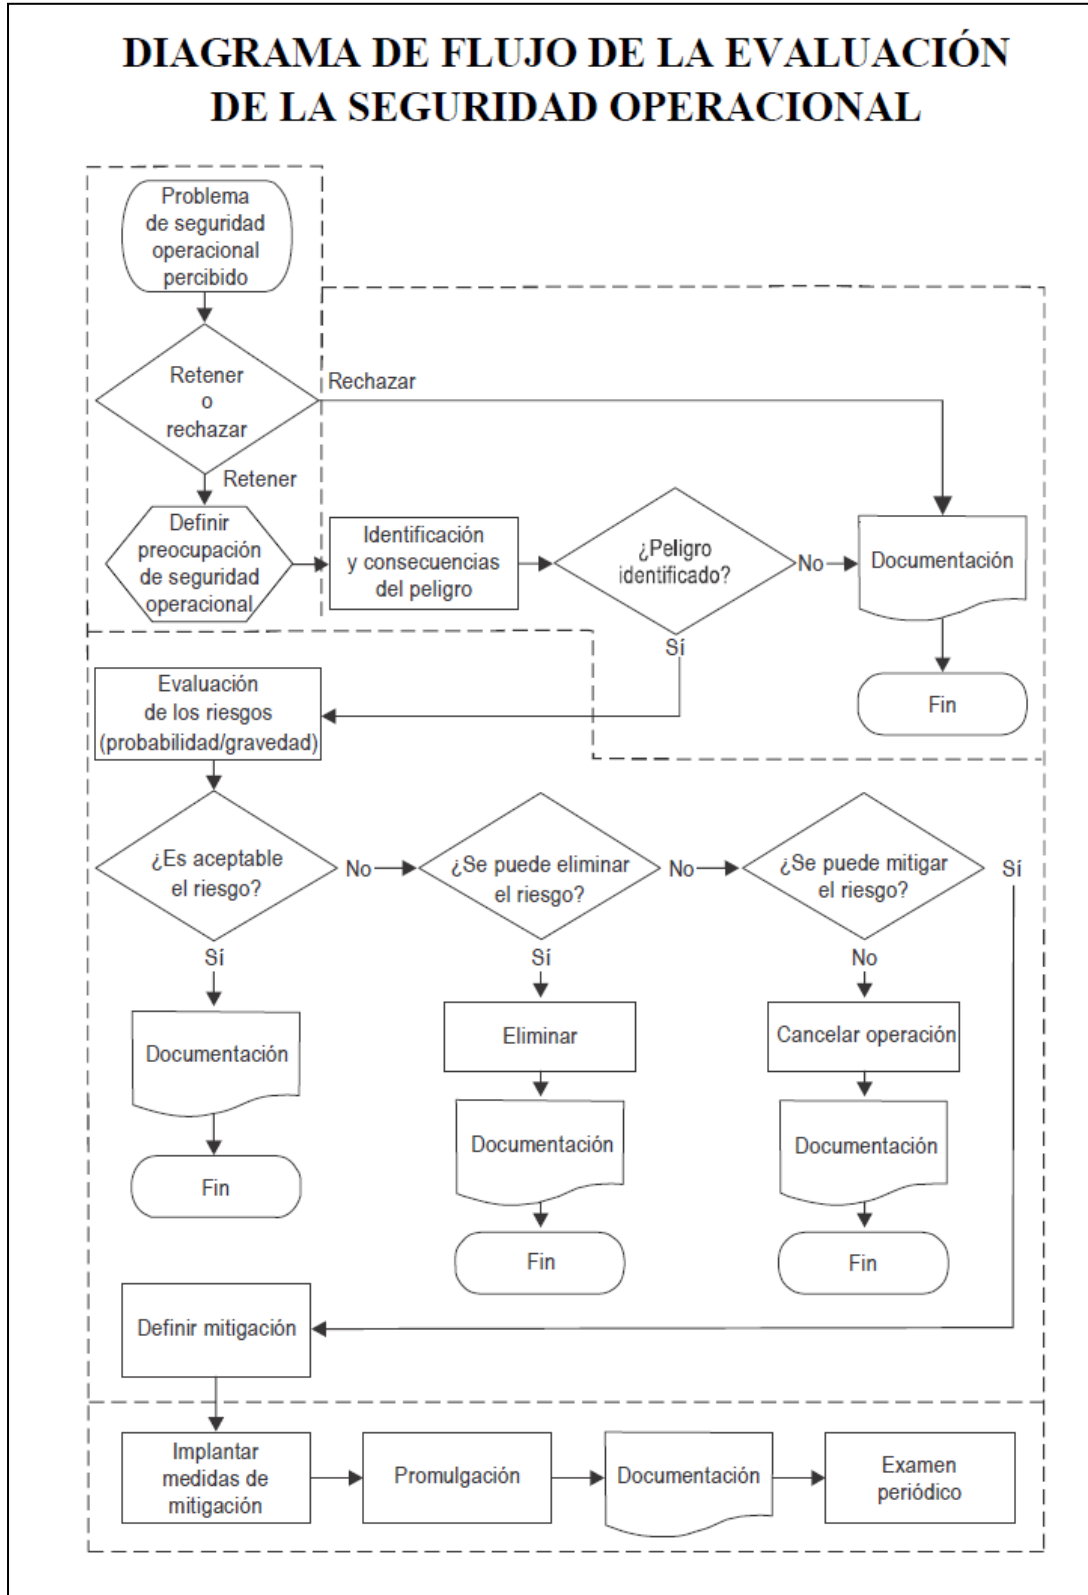 DIAGRAMA DE FLUJO DE LA EVALUACIÓN
DE LA SEGURIDAD OPERACIONAL
Problema
de seguridad
operacional
percibido
Retener
o
rechazar
Rechazar
Retener
Definir
preocupación
de seguridad
operacional
Identificación
y consecuencias
del peligro
¿Peligro
identificado?
No
Documentación
Sí
Fin
Evaluación
de los riesgos
(probabilidad/gravedad)
¿Es aceptable
el riesgo?
No
¿Se puede eliminar
el riesgo?
No
¿Se puede mitigar
el riesgo?
Sí
Sí
Sí
No
Documentación
Eliminar
Cancelar operación
Documentación
Documentación
Fin
Fin
Fin
Definir mitigación
Implantar
medidas de
mitigación
Promulgación
Documentación
Examen
periódico